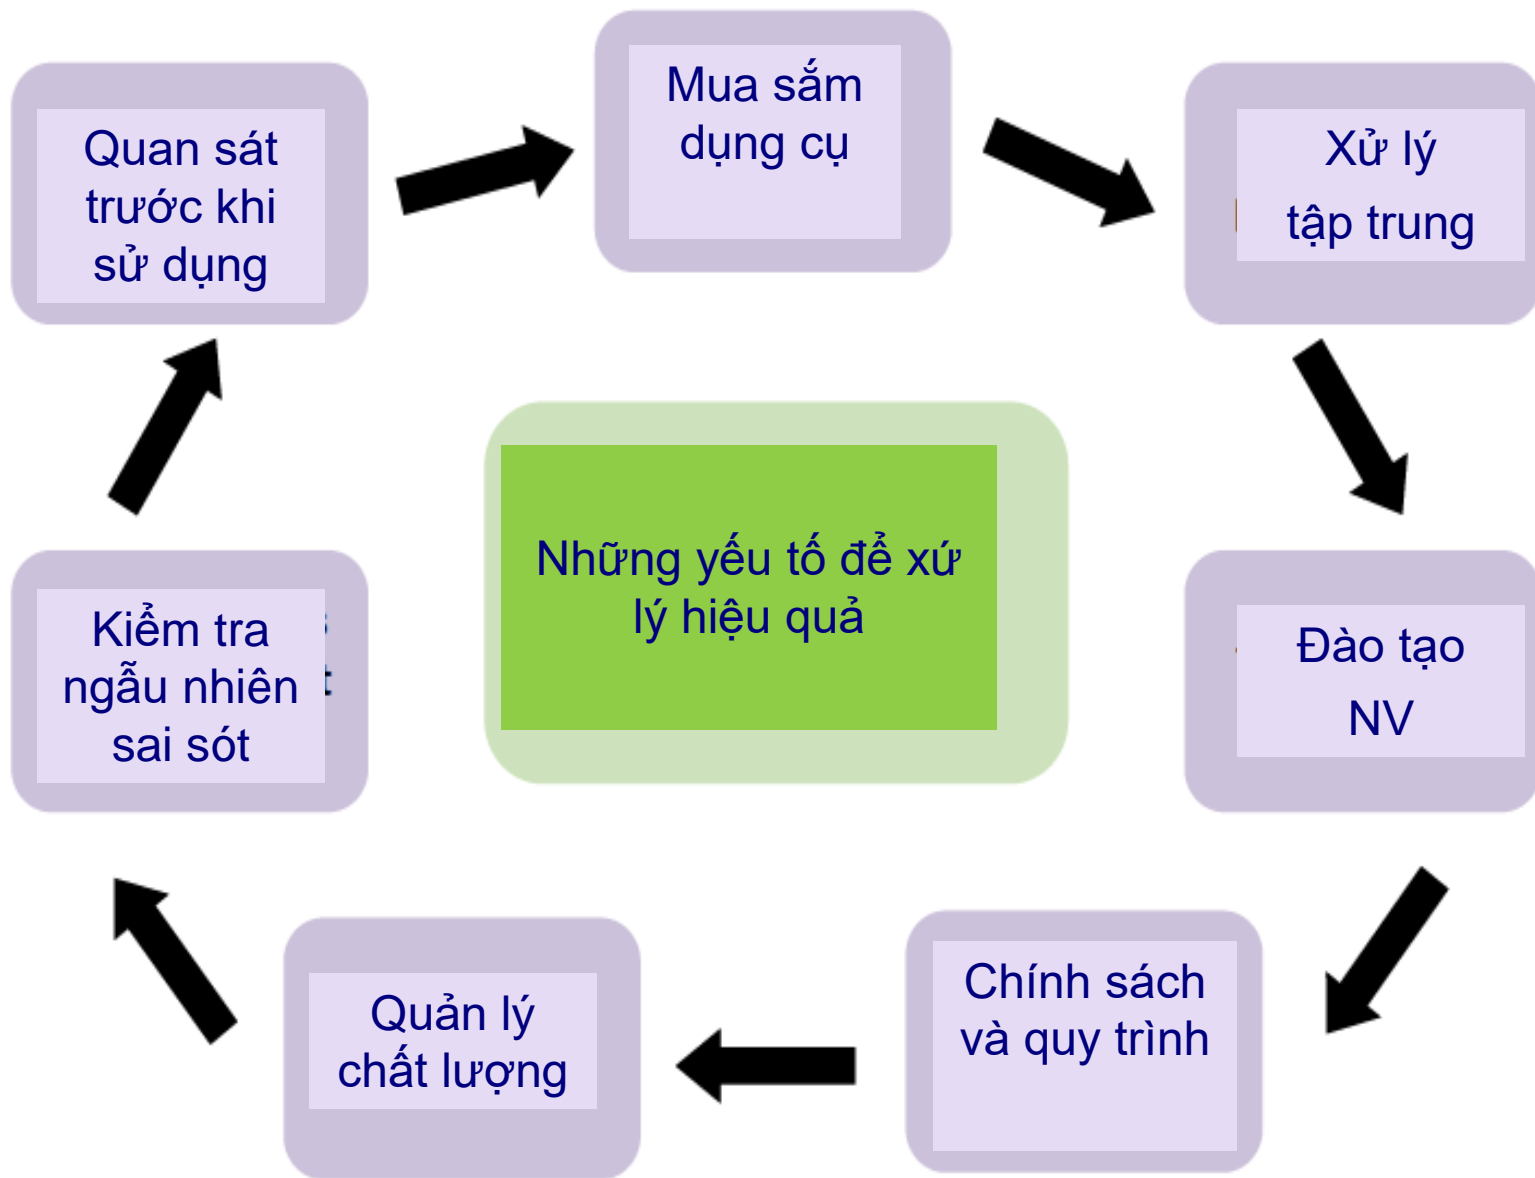 Mua sắm
dụng cụ
Xử lý
tập trung
Đào tạo
NV
Chính sách
và quy trình
Quản lý
chất lượng
Kiểm tra
ngẫu nhiên
sai sót
Quan sát
trước khi
sử dụng
Những yếu tố để xứ
lý hiệu quả